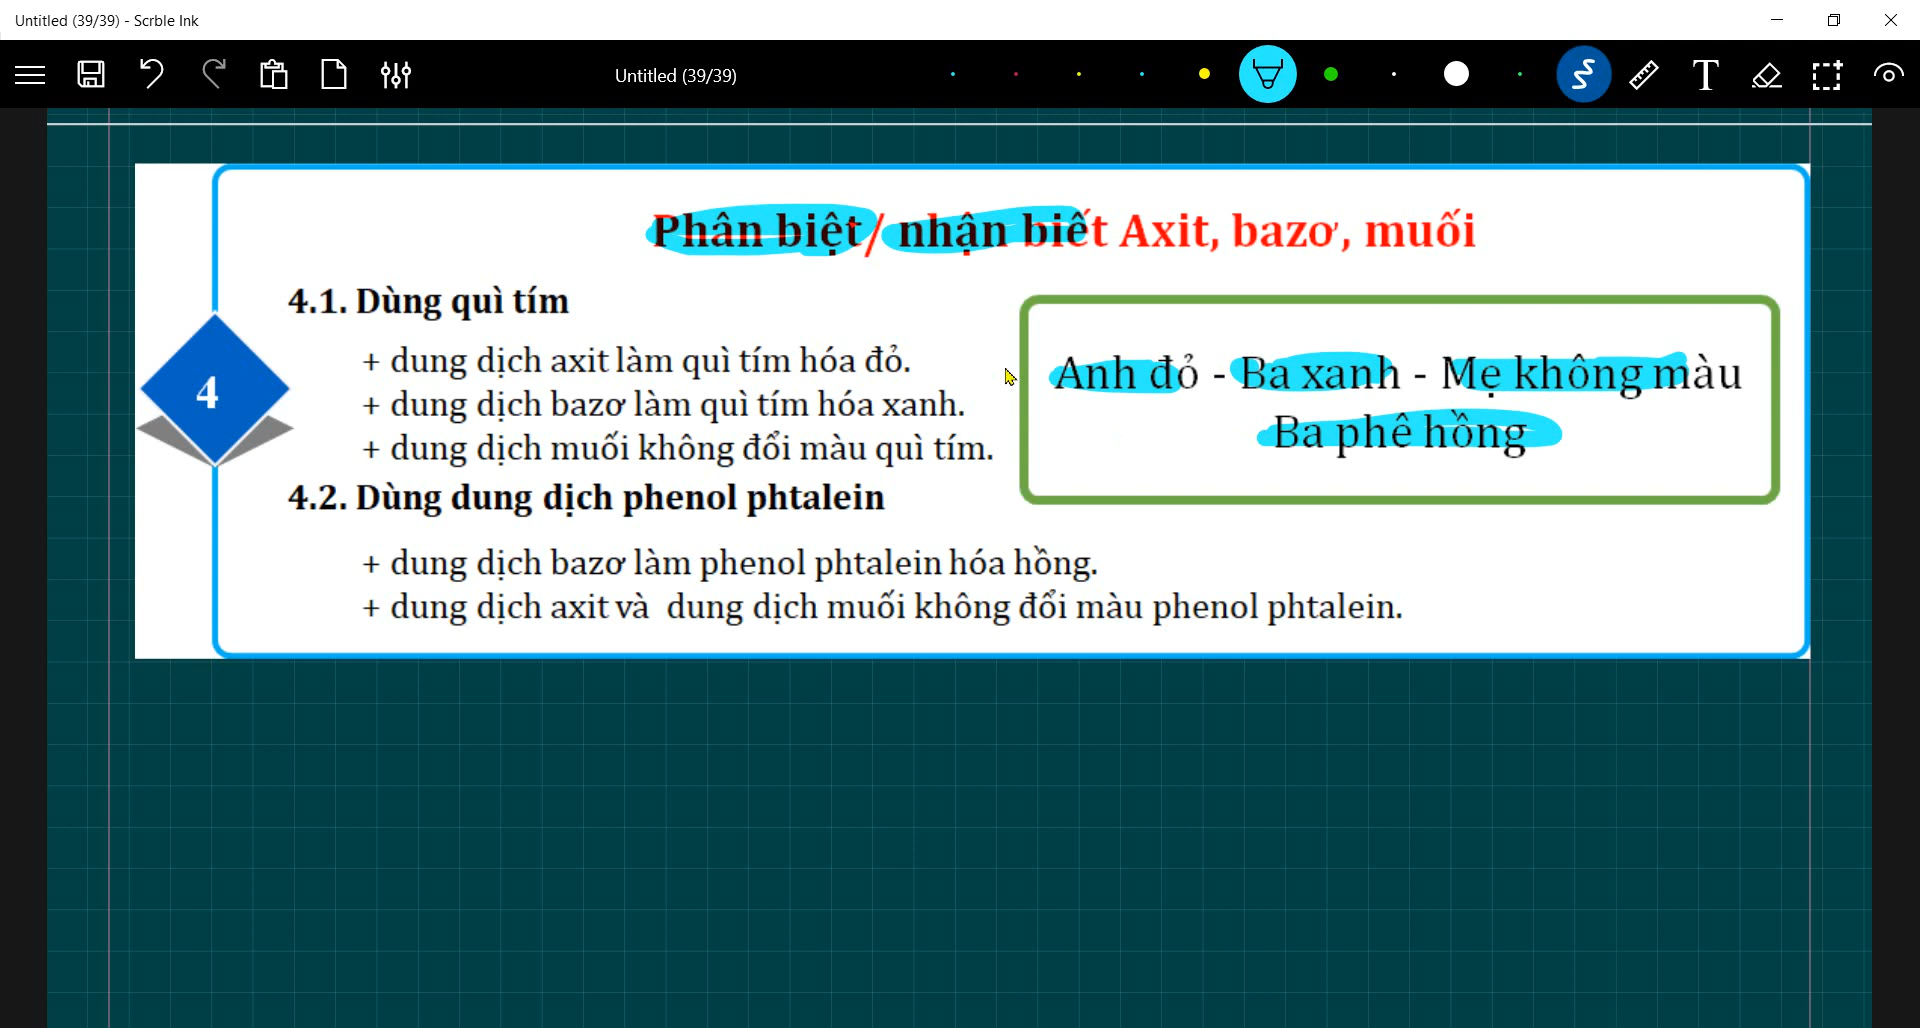 Untitled (39/39) - Scrble Ink
Untitled (39/39)
T
Phân biệt/ nhận biết Axit, bazơ, muối
4.1. Dùng quì tím
+ dung dịch axit làm quì tím hóa đỏ.
+ dung dịch bazơ làm quì tím hóa xanh.
+ dung dịch muối không đổi màu quì tím.
Anh đỏ - Ba xanh - Mẹ không màu
Ba phê hồng
4
4.2. Dùng dung dịch phenol phtalein
+ dung dịch bazơ làm phenol phtalein hóa hồng.
+ dung dịch axit và dung dịch muối không đổi màu phenol phtalein.